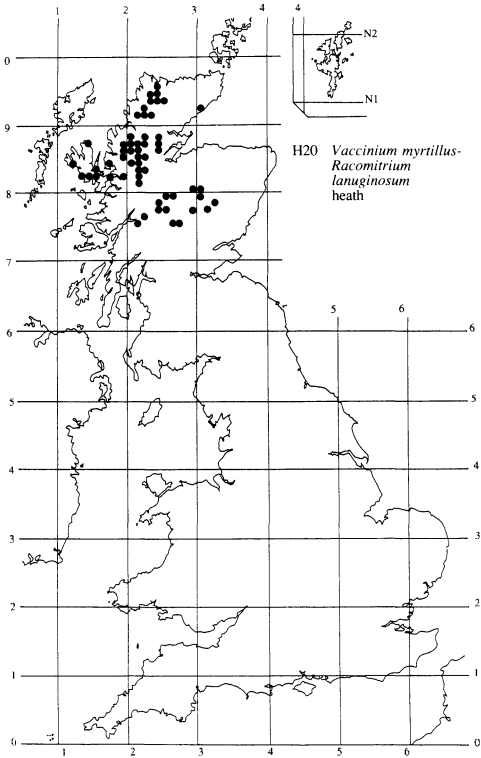 1 2 3 4 4
N2
0
N1
9
H20 Vaccinium myrtillus-
Racomitrium
lanuginosum
heath
8
7
5 6
6 6
5 5
4 4
3 3
2 2
1 1
0 0
1 2 3 4 5 6